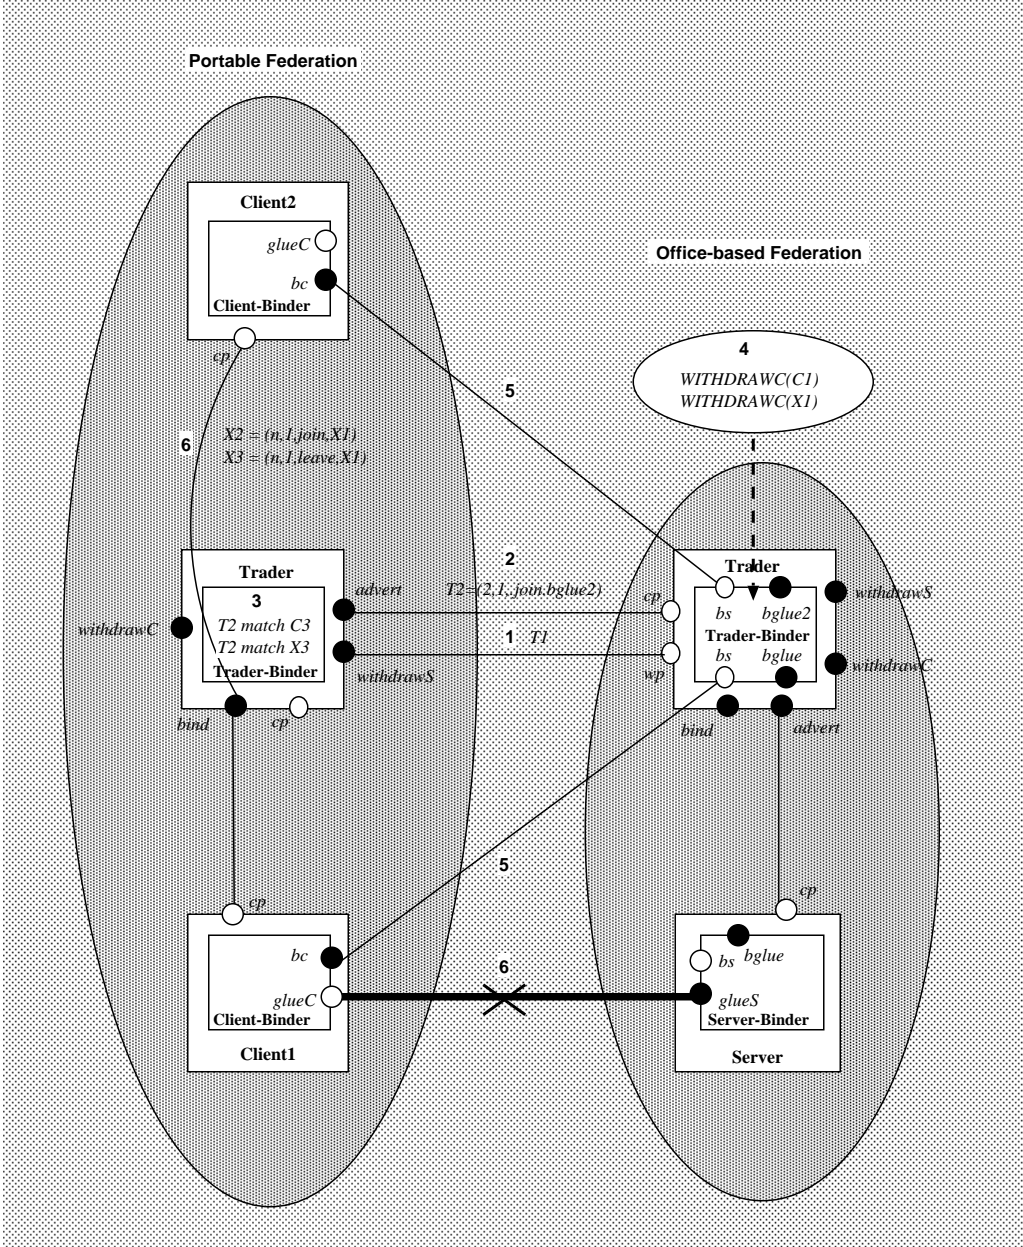 Portable Federation
Client2
glueC
bc
Client-Binder
cp
Office-based Federation
4
WITHDRAWC(C1)
WITHDRAWC(X1)
5
6
X2 = (n,1,join,X1)
X3 = (n,1,leave,X1)
Trader
3
T2 match C3
T2 match X3
Trader-Binder
withdrawC
advert
withdrawS
bind
cp
2
T2=(2,1,.join.bglue2)
1
T1
cp
wp
Trader
bs
bglue2
Trader-Binder
bs
bglue
withdrawS
withdrawC
bind
advert
5
cp
bc
glueC
Client-Binder
Client1
6
cp
bglue
bs
glueS
Server-Binder
Server